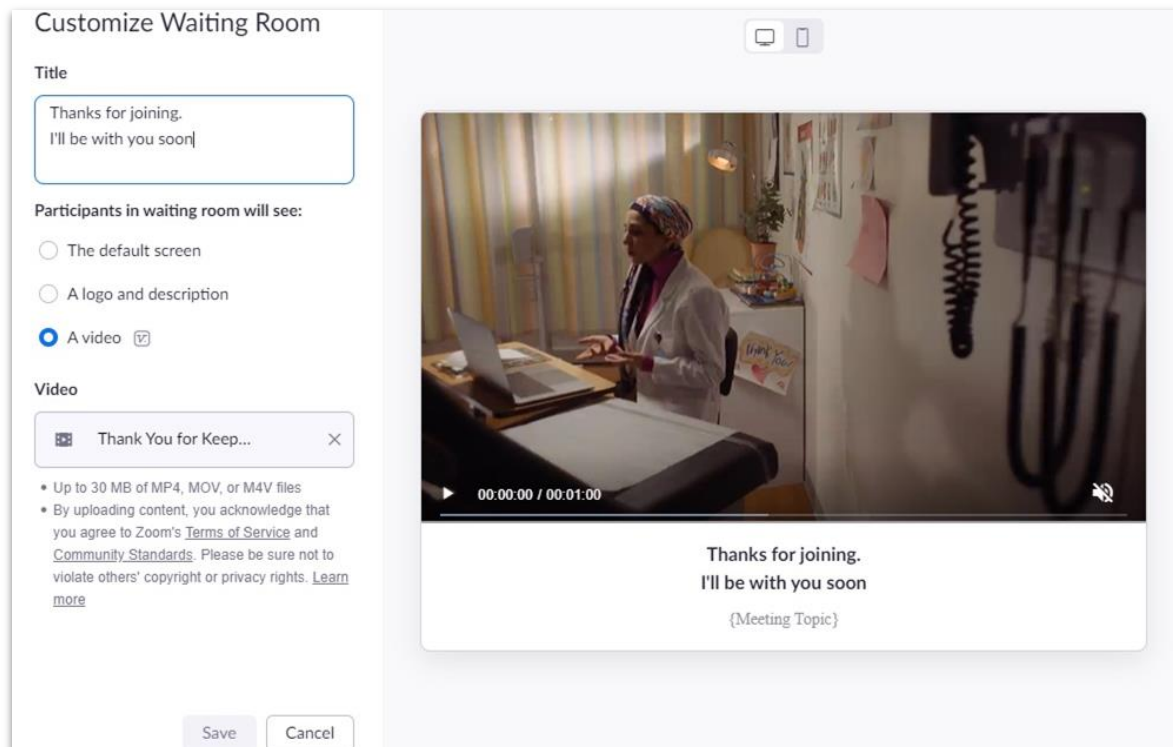 Customize Waiting Room
Title
Thanks for joining.
I'll be with you soon
Participants in waiting room will see:
The default screen
A logo and description
A video
Video
Thank You for Keep...
• Up to 30 MB of MP4, MOV, or M4V files
• By uploading content, you acknowledge that
you agree to Zoom's Terms of Service and
Community Standards. Please be sure not to
violate others' copyright or privacy rights. Learn
more
Save
Cancel
Thank You
00:00:00 / 00:01:00
Thanks for joining.
I'll be with you soon
{Meeting Topic}